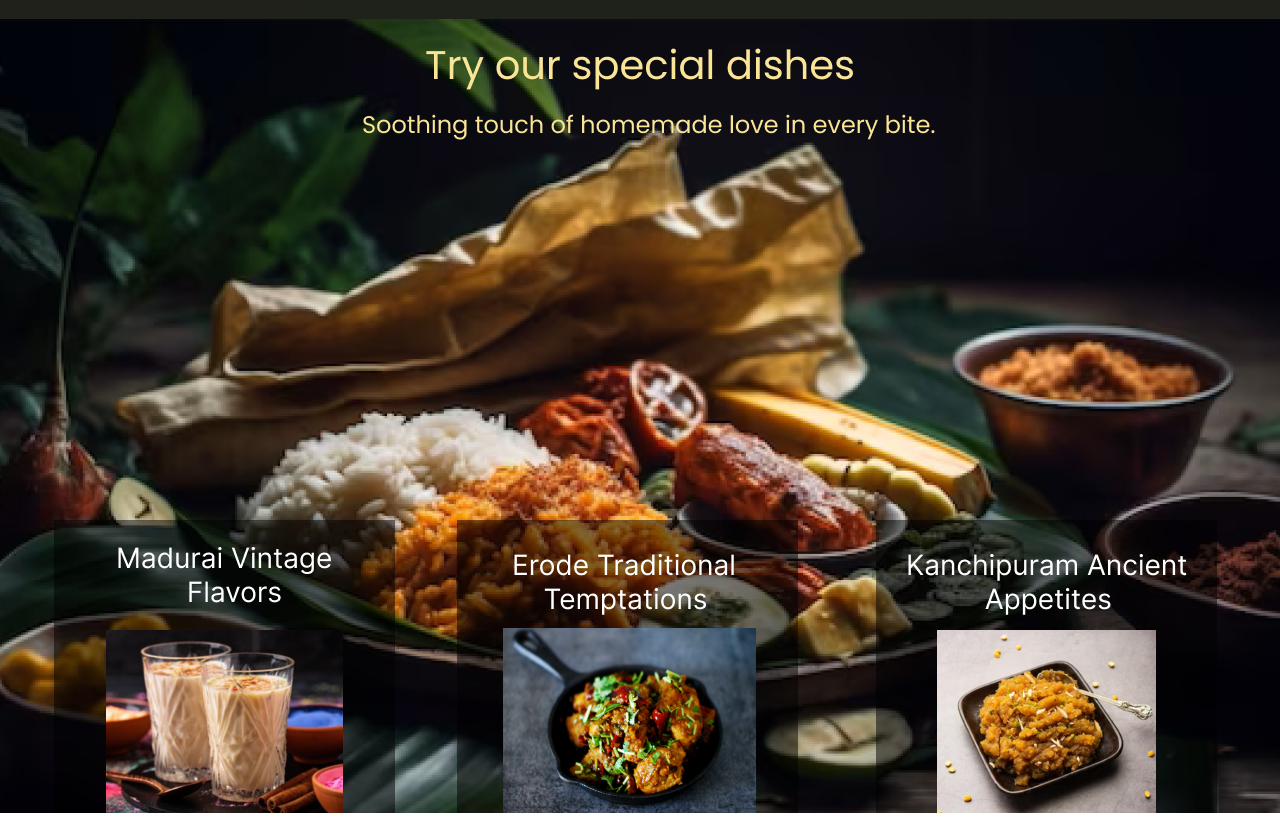 Try our special dishes
Soothing touch of homemade love in every bite.
Madurai Vintage
Flavors
Erode Traditional
Temptations
Kanchipuram Ancient
Appetites